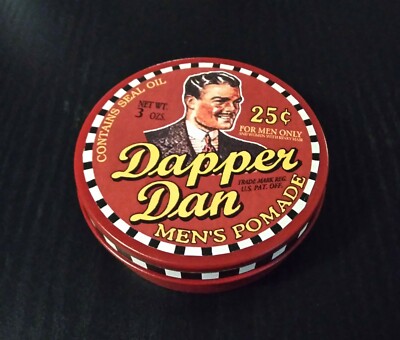 CONTAINS SEAL OIL
NET WT.
3 OZS.
25¢
FOR MEN ONLY
Dapper
Dan
TRADE MARK REG.
U.S. PAT. OFF.
MEN'S POMADE